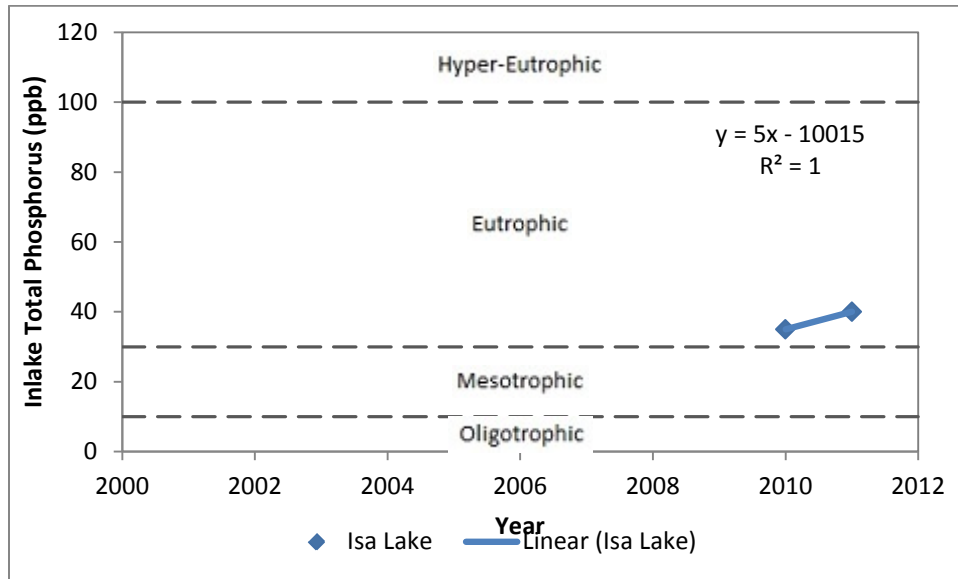 Inlake Total Phosphorus (ppb)
120
100
80
60
40
20
0
Hyper-Eutrophic
y = 5x - 10015
R² = 1
Eutrophic
Mesotrophic
Oligotrophic
2000 2002 2004 2006 2008 2010 2012
Year
Isa Lake Linear (Isa Lake)